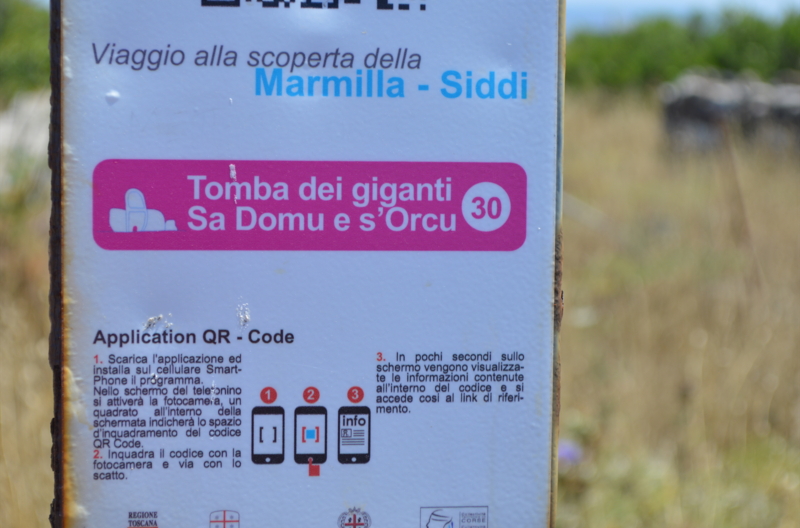 Viaggio alla scoperta della
Marmilla - Siddi
Tomba dei giganti
Sa Domu e s'Orcu
30
Application QR - Code
1. Scarica l'applicazione ed
installa sul cellulare Smart-
Phone il programma.
Nello schermo del telefonino
si attiverà la fotocamera, un
quadrato all'interno della
schermata indicherà lo spazio
d'inquadramento del codice
QR Code.
2. Inquadra il codice con la
fotocamera e via con lo
scatto.
1
2
3
info
3. In pochi secondi sullo
schermo vengono visualizza-
te le informazioni contenute
all'interno del codice e si
accede così al link di riferi-
mento.
REGIONE
TOSCANA